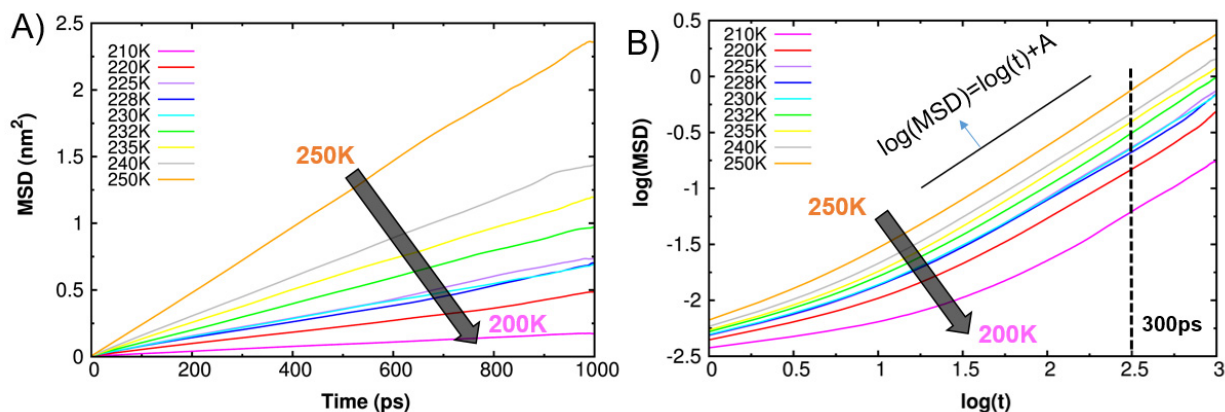 A)
MSD (nm²)
2.5
2
1.5
1
0.5
0
210K
220K
225K
228K
230K
232K
235K
240K
250K
250K
200K
0 200 400 600 800 1000
Time (ps)
B)
log(MSD)
0.5
0
-0.5
-1
-1.5
-2
-2.5
210K
220K
225K
228K
230K
232K
235K
240K
250K
log(MSD)=log(t)+A
250K
200K
300ps
0 0.5 1 1.5 2 2.5 3
log(t)